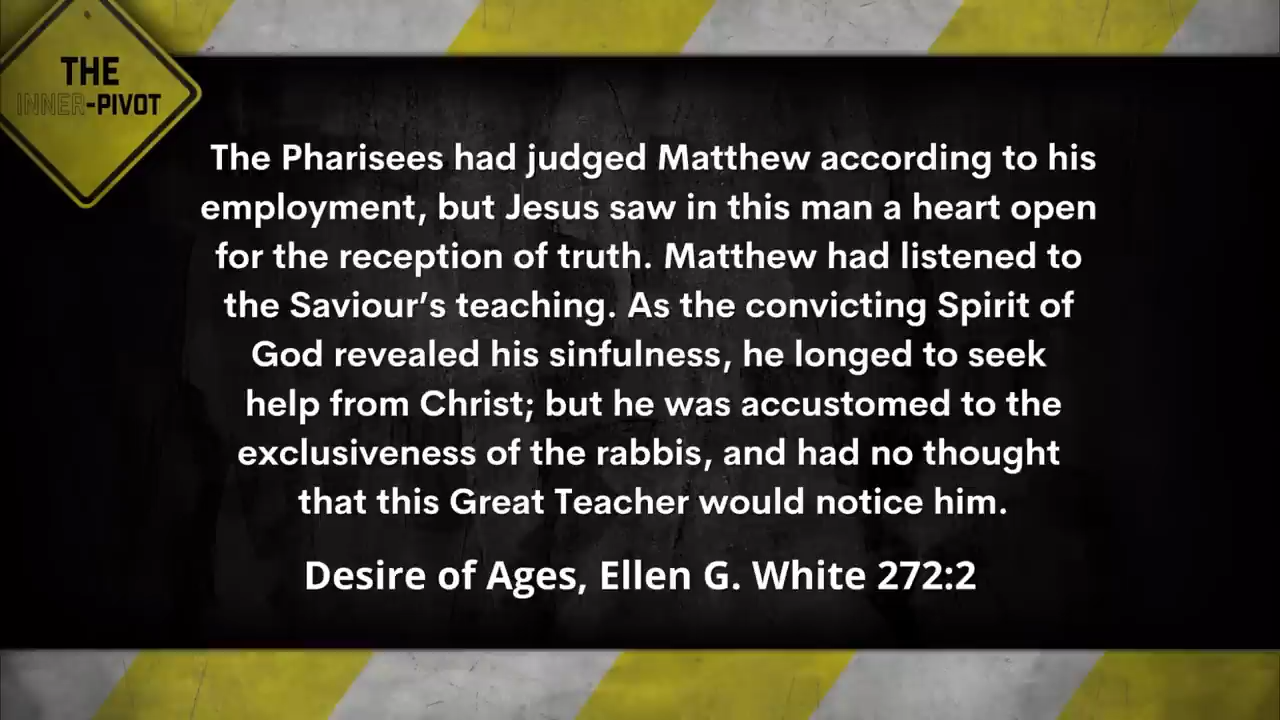 THE
INNER-PIVOT
The Pharisees had judged Matthew according to his
employment, but Jesus saw in this man a heart open
for the reception of truth. Matthew had listened to
the Saviour’s teaching. As the convicting Spirit of
God revealed his sinfulness, he longed to seek
help from Christ; but he was accustomed to the
exclusiveness of the rabbis, and had no thought
that this Great Teacher would notice him.
Desire of Ages, Ellen G. White 272:2